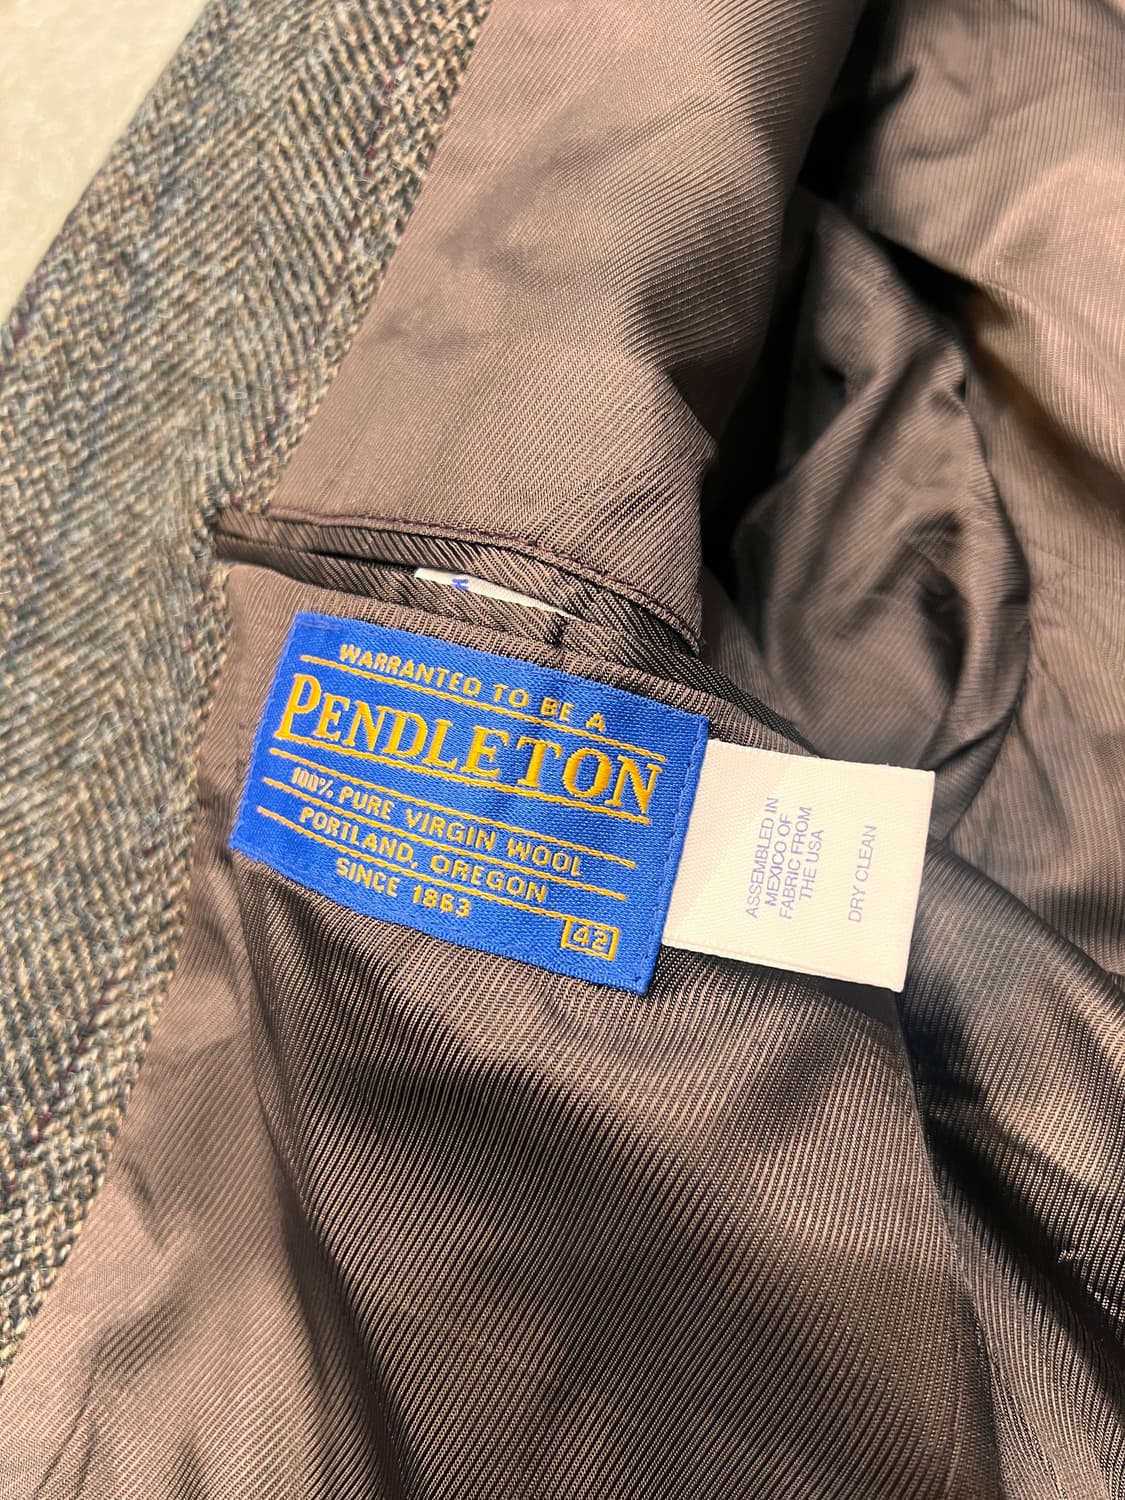 WARRANTED TO BE A
PENDLETON
100% PURE VIRGIN WOOL
PORTLAND, OREGON
SINCE 1863
42
ASSEMBLED IN
MEXICO OF
FABRIC FROM
THE USA
DRY CLEAN